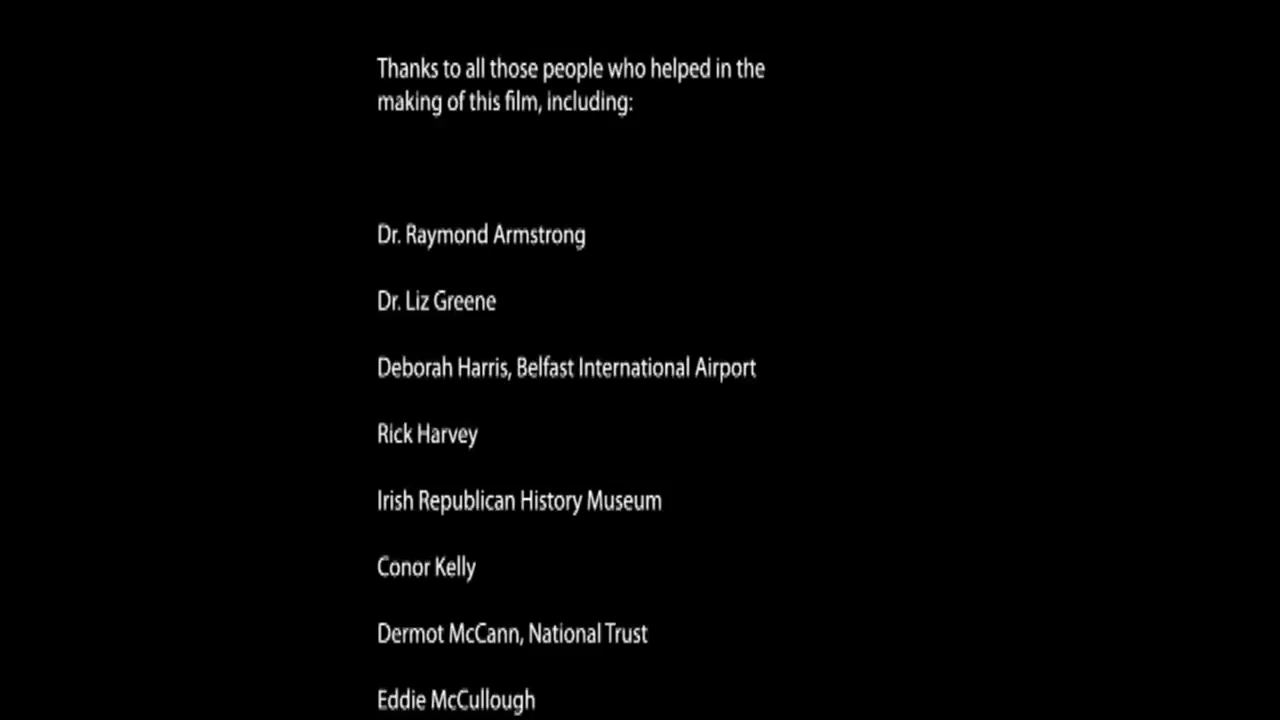 Thanks to all those people who helped in the
making of this film, including:
Dr. Raymond Armstrong
Dr. Liz Greene
Deborah Harris, Belfast International Airport
Rick Harvey
Irish Republican History Museum
Conor Kelly
Dermot McCann, National Trust
Eddie McCullough